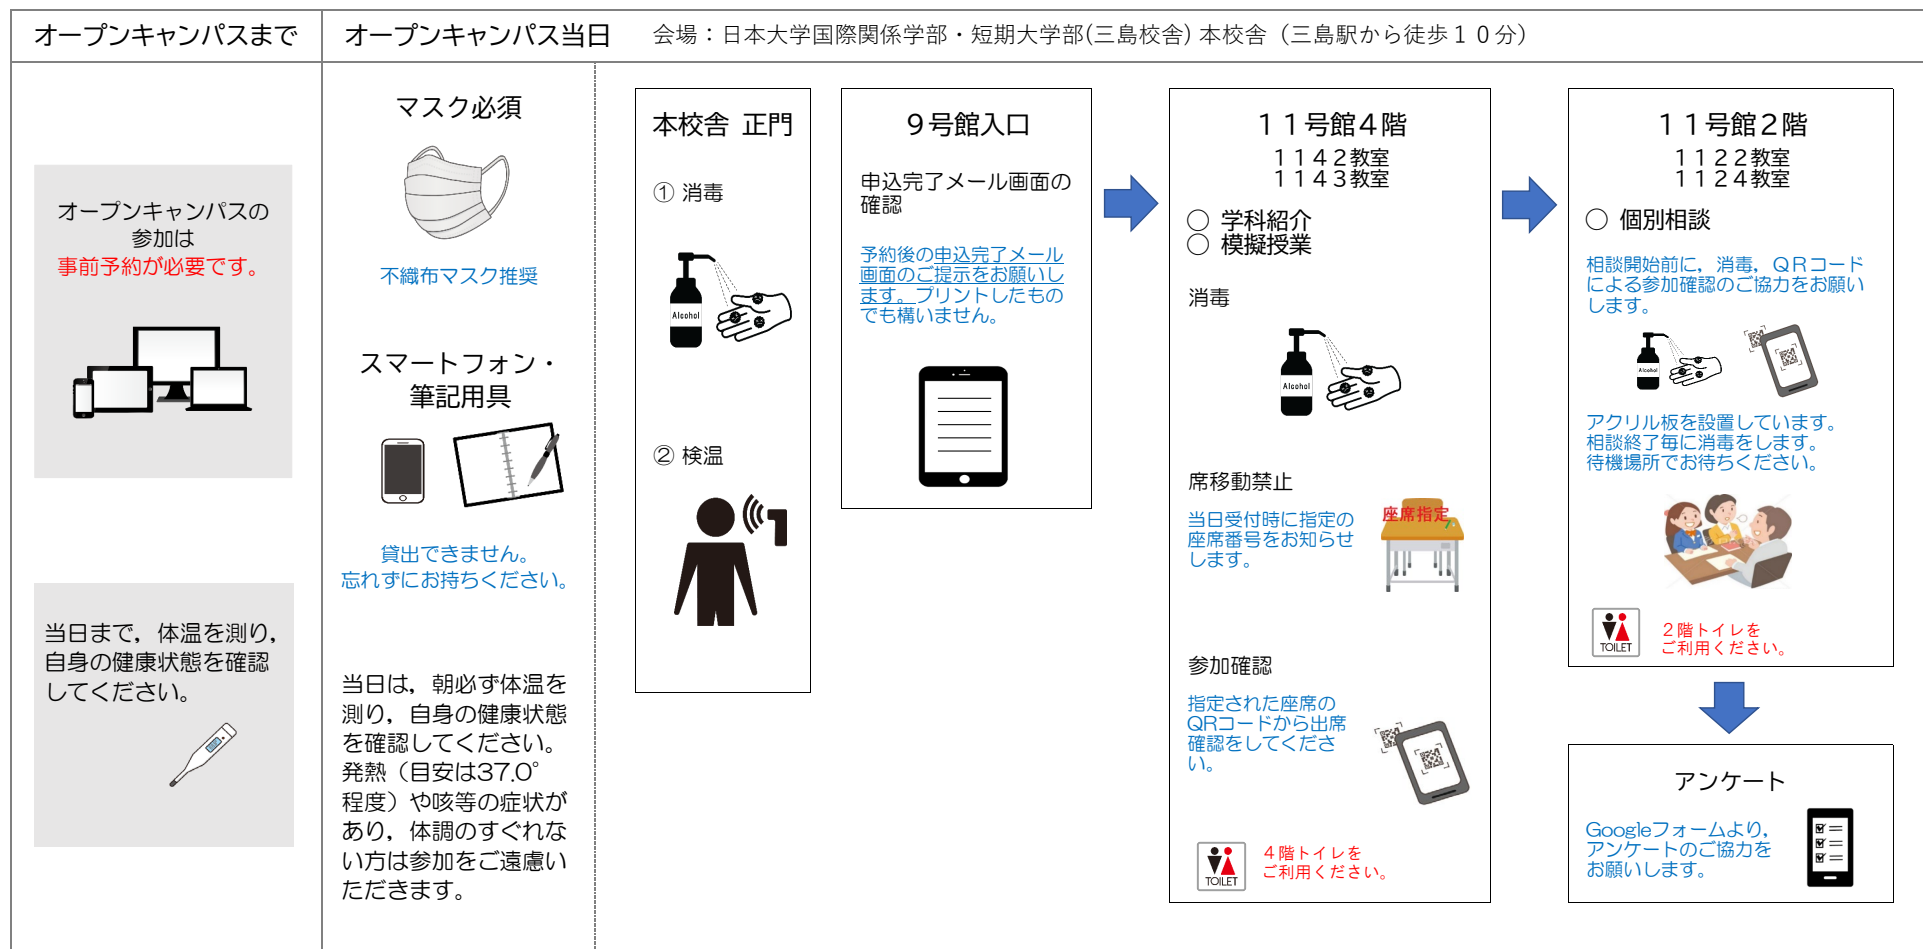 オープンキャンパスまで
オープンキャンパス当日
会場：日本大学国際関係学部・短期大学部(三島校舎) 本校舎（三島駅から徒歩１０分）
オープンキャンパスの
参加は
事前予約が必要です。
当日まで，体温を測り，
自身の健康状態を確認
してください。
マスク必須
不織布マスク推奨
スマートフォン・
筆記用具
貸出できません。
忘れずにお持ちください。
当日は，朝必ず体温を
測り，自身の健康状態
を確認してください。
発熱（目安は37.0°
程度）や咳等の症状が
あり，体調のすぐれな
い方は参加をご遠慮い
ただきます。
本校舎 正門
① 消毒
Alcohol
② 検温
９号館入口
申込完了メール画面の
確認
予約後の申込完了メール
画面のご提示をお願いし
ます。プリントしたもの
でも構いません。
１１号館４階
１１４２教室
１１４３教室
○ 学科紹介
○ 模擬授業
消毒
Alcohol
席移動禁止
当日受付時に指定の
座席番号をお知らせ
します。
座席指定
参加確認
指定された座席の
QRコードから出席
確認をしてくださ
い。
TOILET
４階トイレを
ご利用ください。
１１号館２階
１１２２教室
１１２４教室
○ 個別相談
相談開始前に，消毒，ＱＲコード
による参加確認のご協力をお願い
します。
Alcohol
アクリル板を設置しています。
相談終了毎に消毒をします。
待機場所でお待ちください。
TOILET
２階トイレを
ご利用ください。
アンケート
Googleフォームより，
アンケートのご協力を
お願いします。